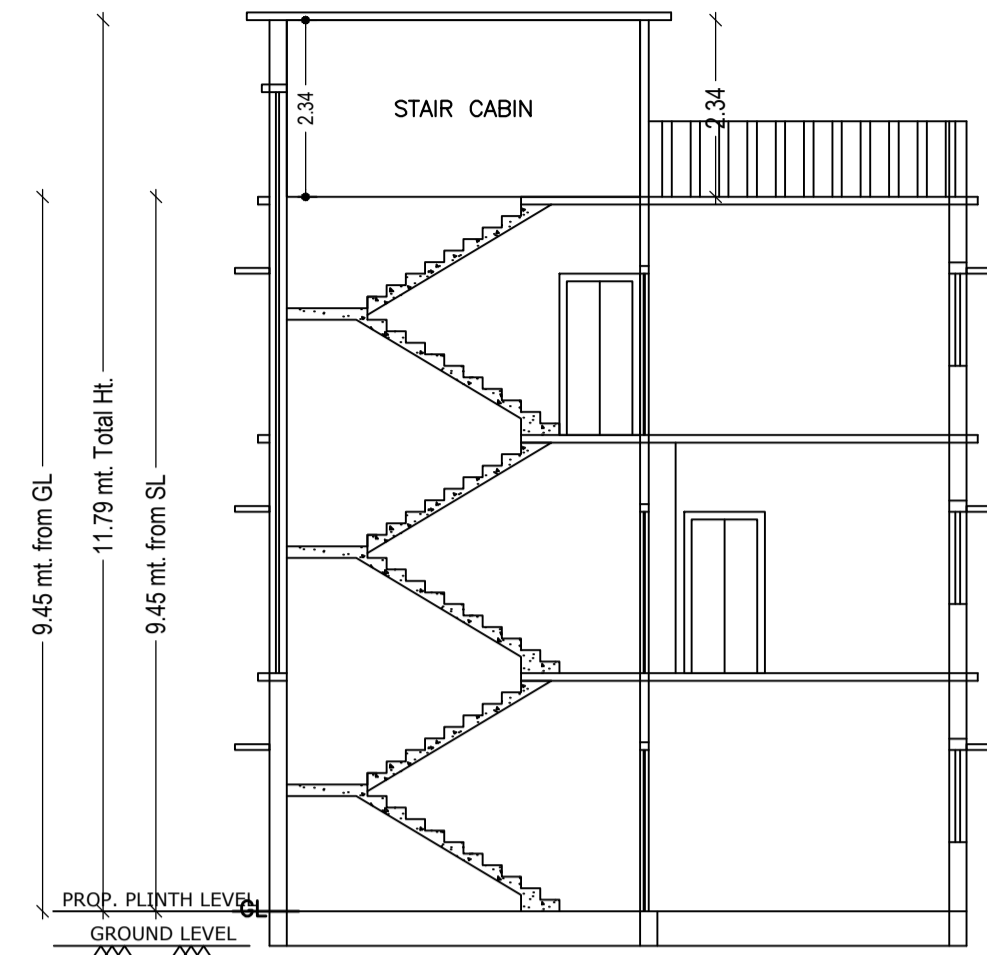 STAIR CABIN
2.34
2.34
11.79 mt. Total Ht.
9.45 mt. from GL
9.45 mt. from SL
PROP. PLINTH LEVEL
GL
GROUND LEVEL